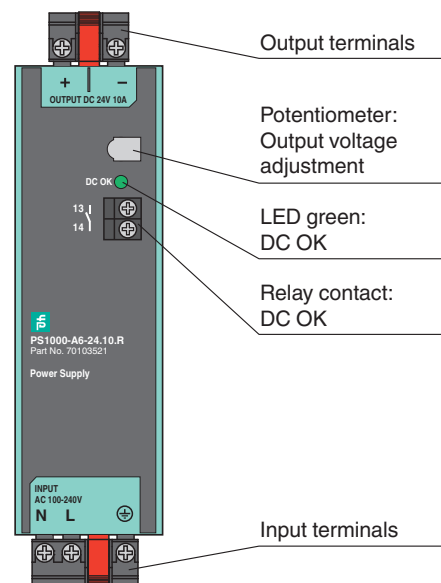 Output terminals
+ −
OUTPUT DC 24V 10A
Potentiometer:
Output voltage
adjustment
DC OK
LED green:
DC OK
13
14
Relay contact:
DC OK
PS1000-A6-24.10.R
Part No. 70103521
Power Supply
INPUT
AC 100-240V
N L
Input terminals